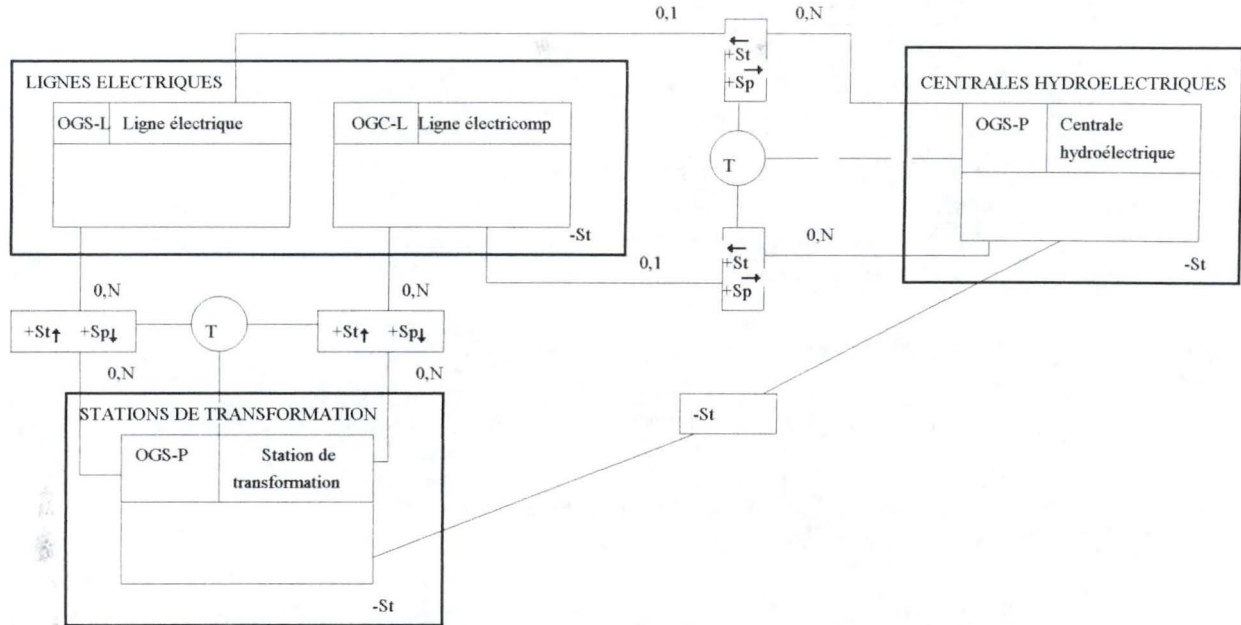 0,1
0,N
+St
+Sp
LIGNES ELECTRIQUES
CENTRALES HYDROELECTRIQUES
OGS-L
Ligne électrique
OGC-L
Ligne électricomp
OGS-P
Centrale
hydroélectrique
T
-St
0,1
+St
+Sp
0,N
-St
0,N
0,N
+St↑ +Sp↓
T
+St↑ +Sp↓
0,N
0,N
STATIONS DE TRANSFORMATION
-St
OGS-P
Station de
transformation
-St